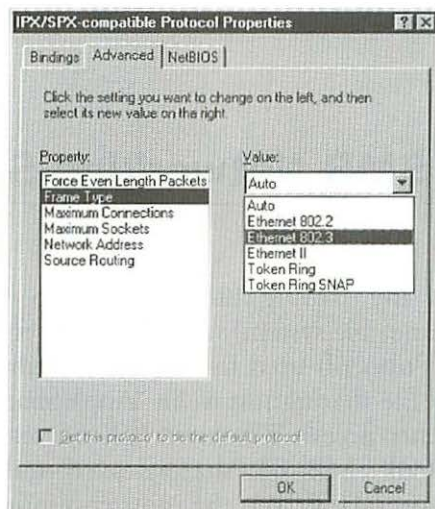 IPX/SPX-compatible Protocol Properties
Bindings Advanced NetBIOS
Click the setting you want to change on the left, and then
select its new value on the right.
Property:
Force Even Length Packets
Frame Type
Maximum Connections
Maximum Sockets
Network Address
Source Routing
Value:
Auto
Auto
Ethernet 802.2
Ethernet 802.3
Ethernet II
Token Ring
Token Ring SNAP
Set this protocol to be the default protocol
OK Cancel